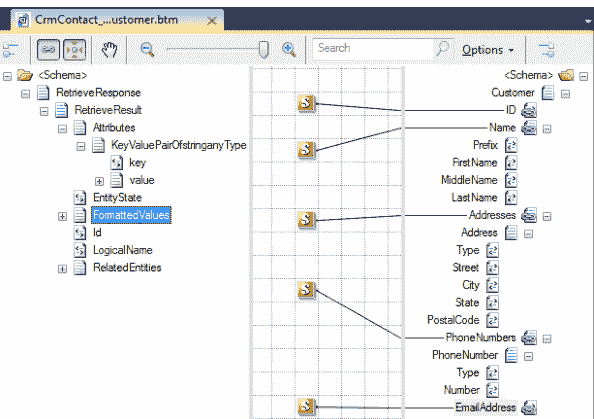 CrmContact_...ustomer.btm
Search
Options
<Schema>
RetrieveResponse
RetrieveResult
Attributes
KeyValuePairOfstringanyType
key
value
EntityState
FormattedValues
Id
LogicalName
RelatedEntities
<Schema>
Customer
ID
Name
Prefix
FirstName
MiddleName
LastName
Addresses
Address
Type
Street
City
State
PostalCode
PhoneNumbers
PhoneNumber
Type
Number
EmailAddress